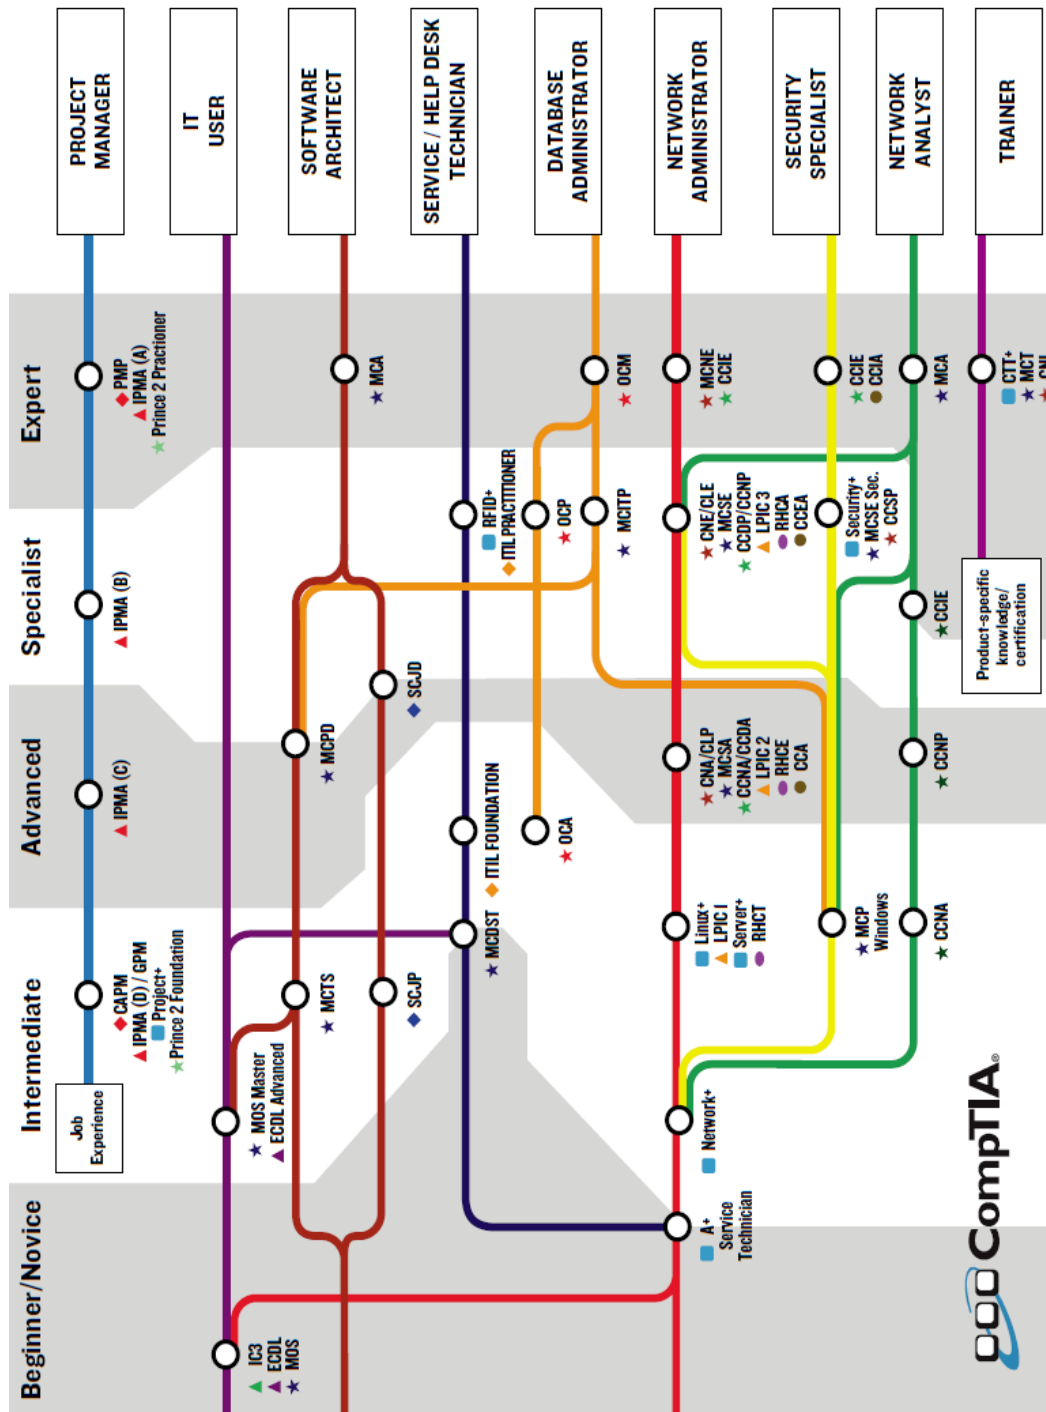 Beginner/Novice
Intermediate
Advanced
Specialist
Expert
Job
Experience
CAPM
IPMA (D) / GPM
Project+
Prince 2 Foundation
IPMA (C)
IPMA (B)
PMP
IPMA (A)
Prince 2 Practioner
PROJECT
MANAGER
IC3
ECDL
MOS
MOS Master
ECDL Advanced
IT
USER
MCTS
MCPD
SCJP
SCJD
MCA
SOFTWARE
ARCHITECT
MCDST
ITIL FOUNDATION
RFID+
ITIL PRACTITIONER
SERVICE / HELP DESK
TECHNICIAN
OCA
OCP
MCITP
OCM
DATABASE
ADMINISTRATOR
A+
Service
Technician
Network+
Linux+
LPIC I
Server+
RHCT
CNA/CLP
MCSA
CCNA/CCDA
LPIC 2
RHCE
CCA
CNE/CLE
MCSE
CCDP/CCNP
LPIC 3
RHCA
CCEA
MCNE
CCIE
NETWORK
ADMINISTRATOR
MCP
Windows
Security+
MCSE Sec.
CCSP
CCIE
CCIA
SECURITY
SPECIALIST
CCNA
CCNP
CCIE
MCA
NETWORK
ANALYST
Product-specific
knowledge/
certification
CTT+
MCT
TRAINER
CompTIA®